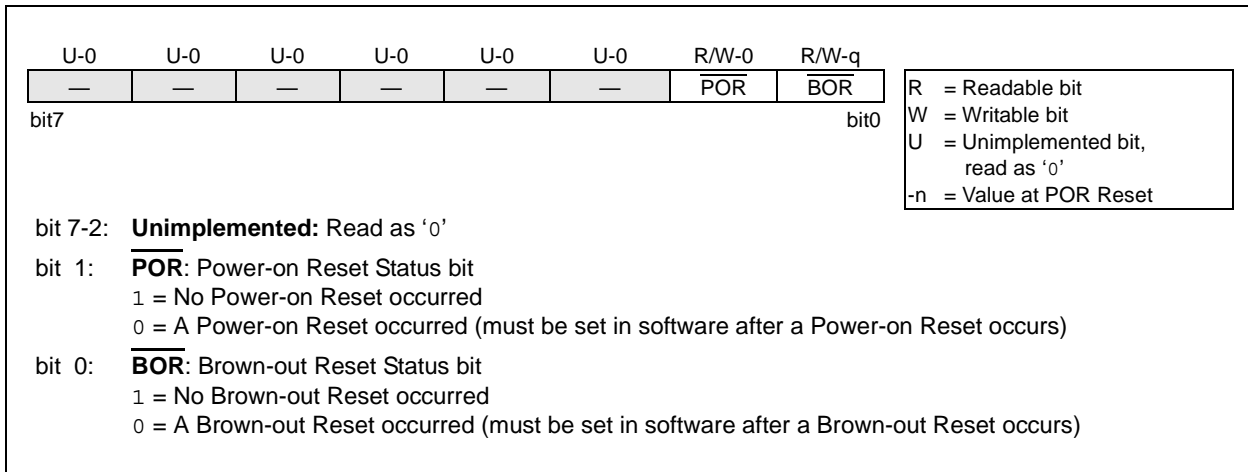 U-0 U-0 U-0 U-0 U-0 U-0 R/W-0 R/W-q
— — — — — — POR BOR
bit7 bit0
R = Readable bit
W = Writable bit
U = Unimplemented bit,
read as ‘0’
-n = Value at POR Reset
bit 7-2: Unimplemented: Read as ‘0’
bit 1: POR: Power-on Reset Status bit
1 = No Power-on Reset occurred
0 = A Power-on Reset occurred (must be set in software after a Power-on Reset occurs)
bit 0: BOR: Brown-out Reset Status bit
1 = No Brown-out Reset occurred
0 = A Brown-out Reset occurred (must be set in software after a Brown-out Reset occurs)